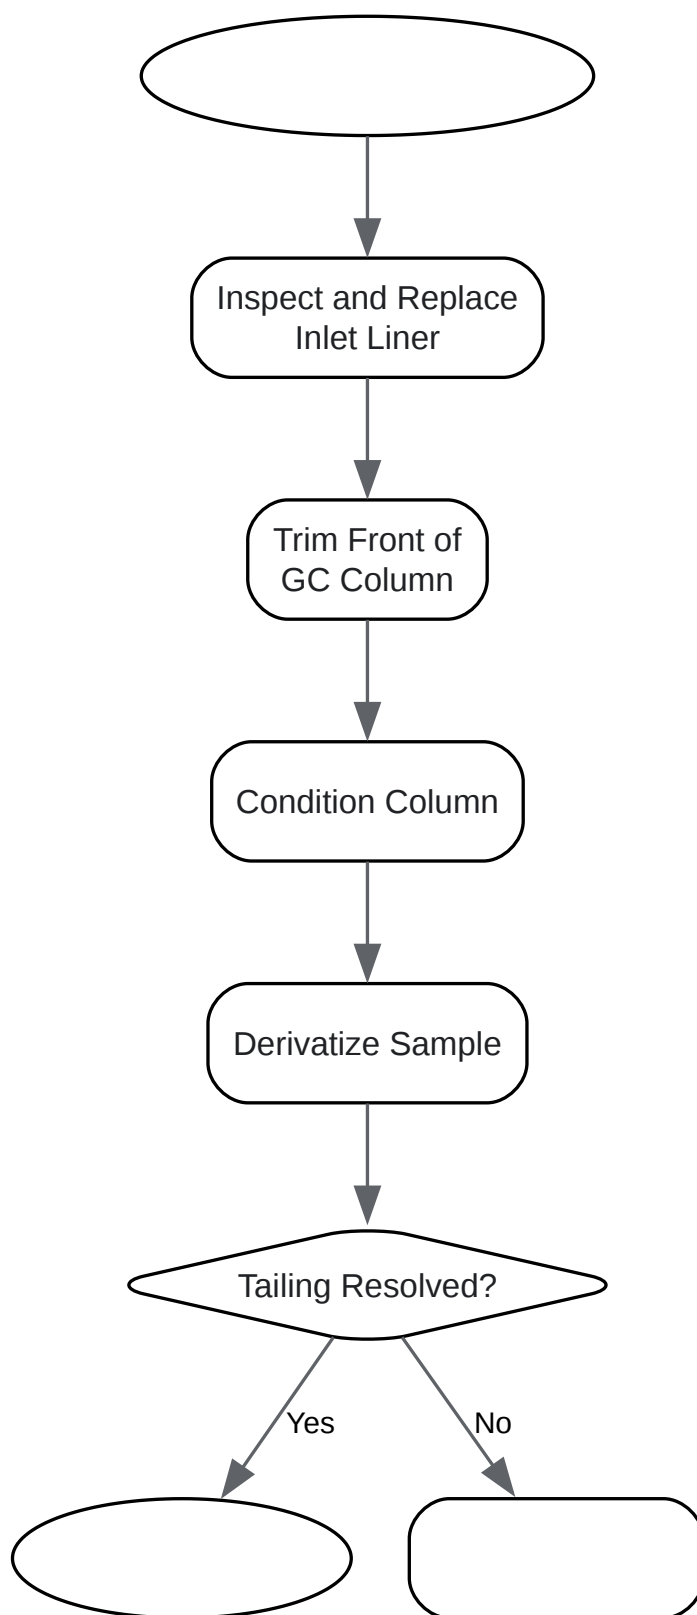 Inspect and Replace
Inlet Liner
Trim Front of
GC Column
Condition Column
Derivatize Sample
Tailing Resolved?
Yes
No